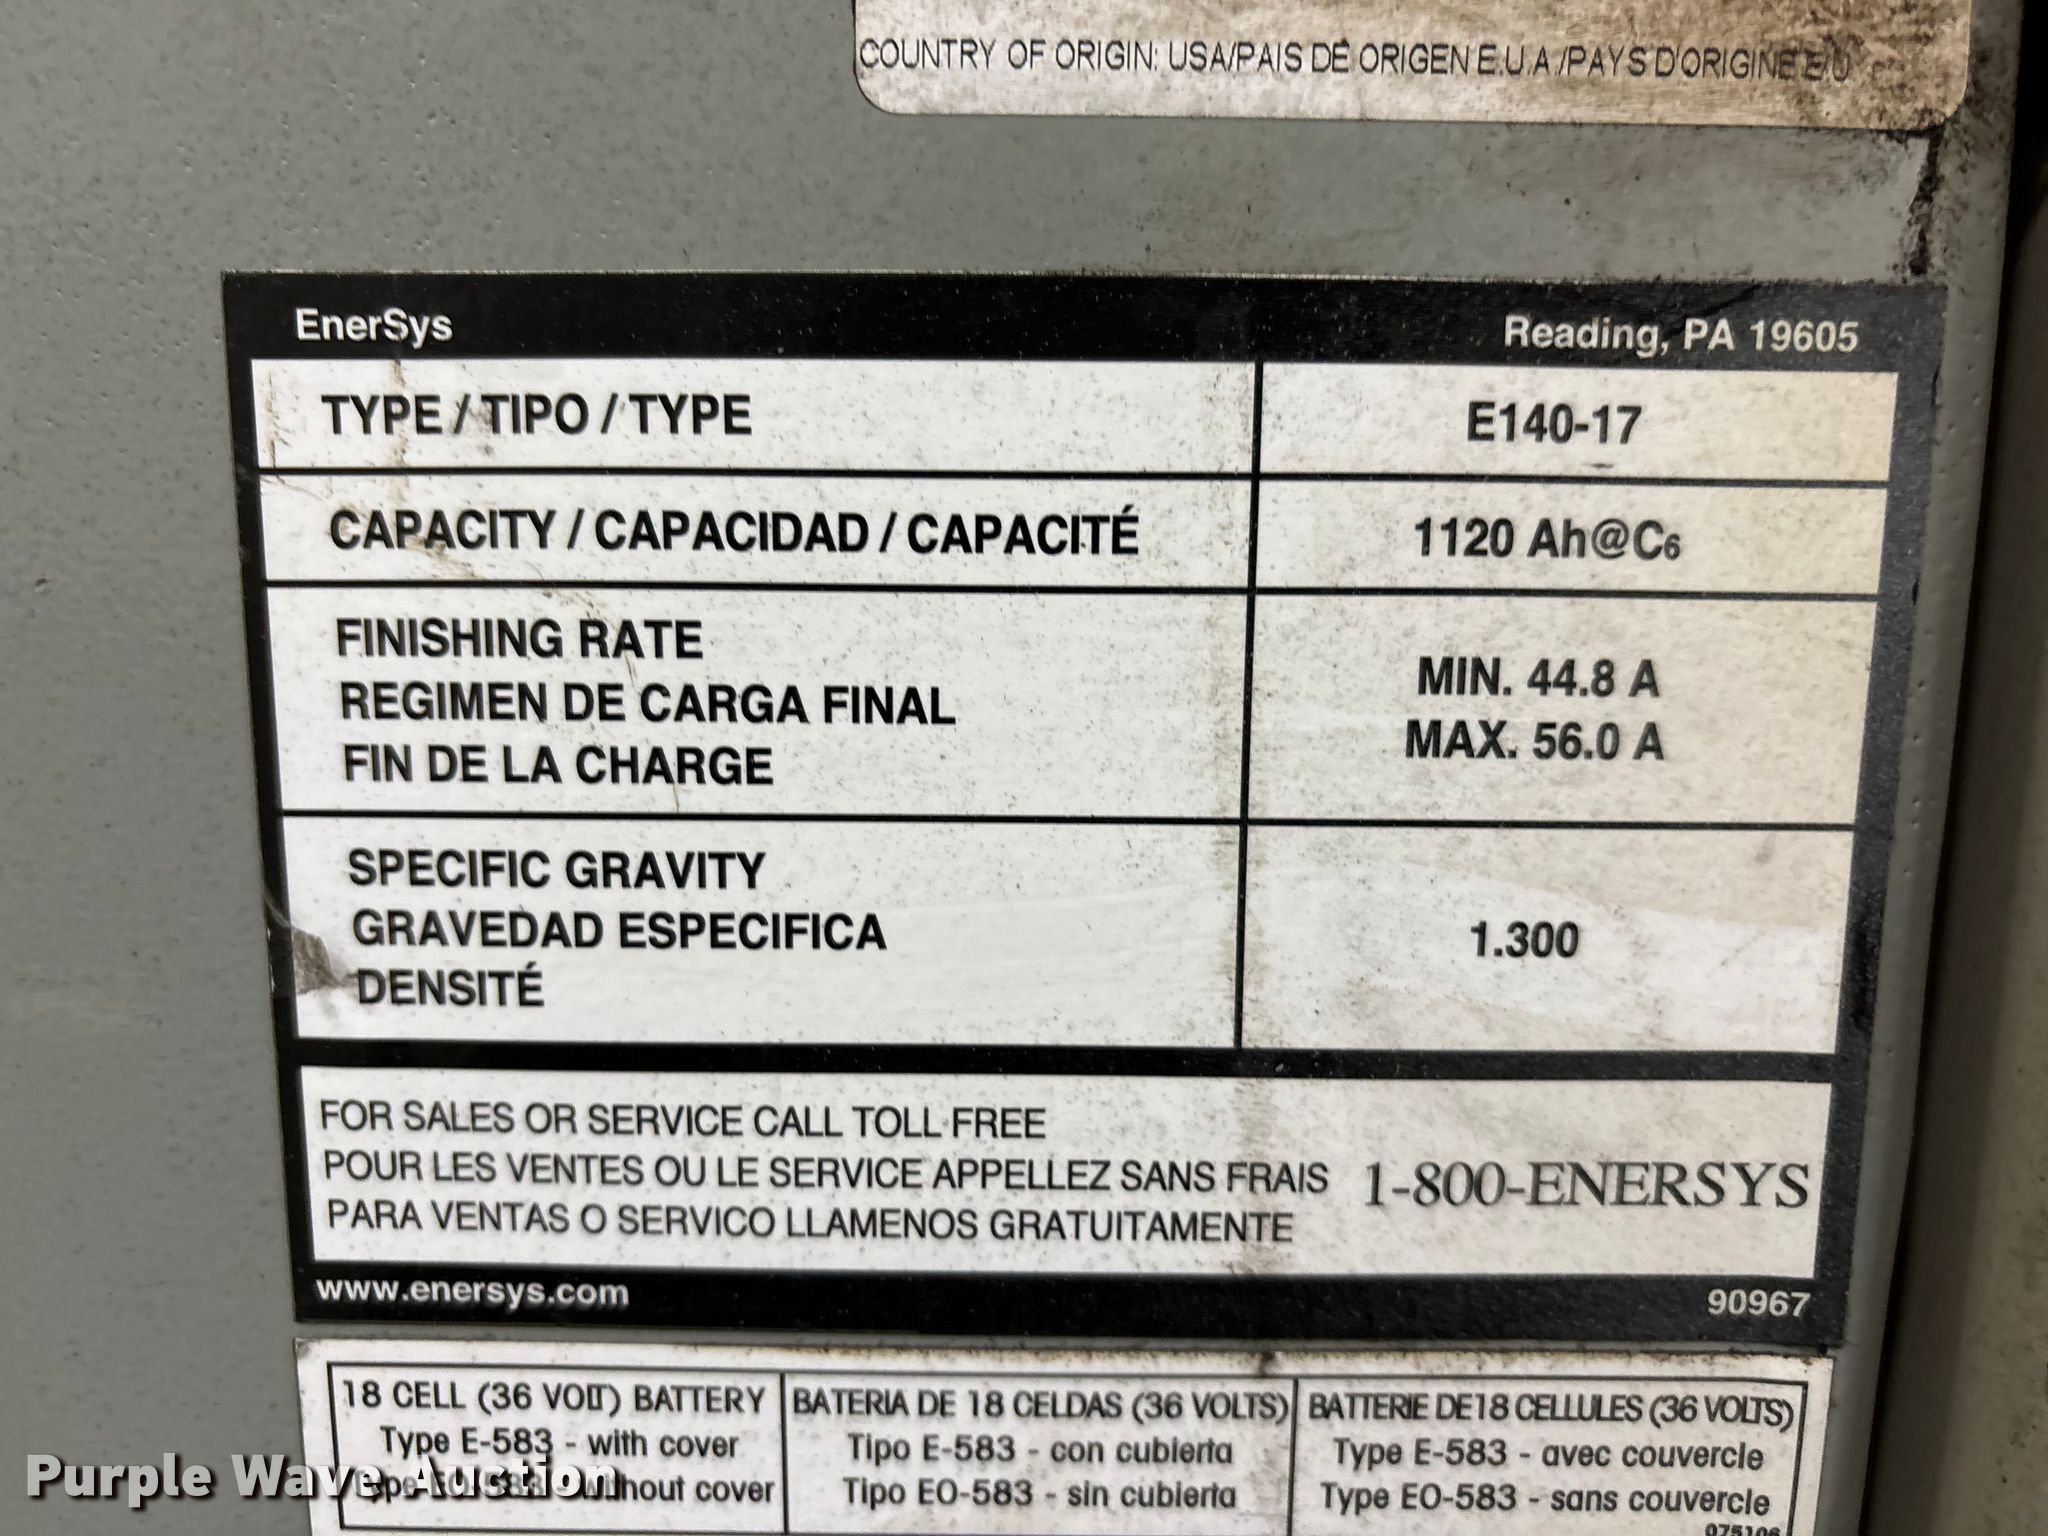 COUNTRY OF ORIGIN: USA/PAIS DE ORIGEN E.U.A./PAYS D'ORIGINE E.U
EnerSys
Reading, PA 19605
TYPE / TIPO / TYPE
E140-17
CAPACITY / CAPACIDAD / CAPACITÉ
1120 Ah@C6
FINISHING RATE
REGIMEN DE CARGA FINAL
FIN DE LA CHARGE
MIN. 44.8 A
MAX. 56.0 A
SPECIFIC GRAVITY
GRAVEDAD ESPECIFICA
DENSITÉ
1.300
FOR SALES OR SERVICE CALL TOLL-FREE
POUR LES VENTES OU LE SERVICE APPELLEZ SANS FRAIS
PARA VENTAS O SERVICO LLAMENOS GRATUITAMENTE
1-800-ENERSYS
www.enersys.com
90967
18 CELL (36 VOLT) BATTERY
Type E-583 - with cover
Type EO-583 - without cover
BATERIA DE 18 CELDAS (36 VOLTS)
Tipo E-583 - con cubierta
Tipo EO-583 - sin cubierta
BATTERIE DE 18 CELLULES (36 VOLTS)
Type E-583 - avec couvercle
Type EO-583 - sans couvercle
075106
Purple Wave Auction